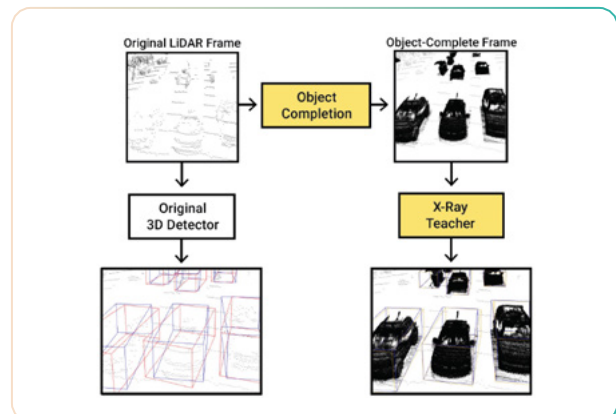 Original LiDAR Frame
Object-Complete Frame
Object
Completion
Original
3D Detector
X-Ray
Teacher